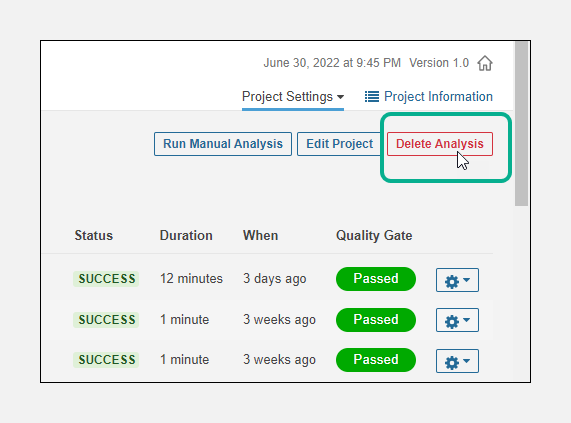 June 30, 2022 at 9:45 PM Version 1.0
Project Settings Project Information
Run Manual Analysis Edit Project Delete Analysis
Status Duration When Quality Gate
SUCCESS 12 minutes 3 days ago Passed
SUCCESS 1 minute 3 weeks ago Passed
SUCCESS 1 minute 3 weeks ago Passed